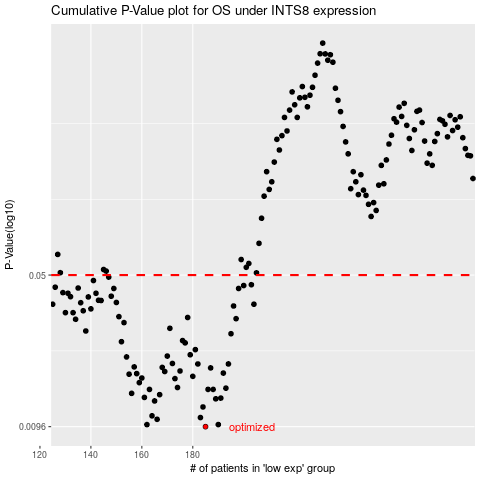 Cumulative P-Value plot for OS under INTS8 expression
P-Value(log10)
0.05
0.0096
optimized
120 140 160 180
# of patients in 'low exp' group